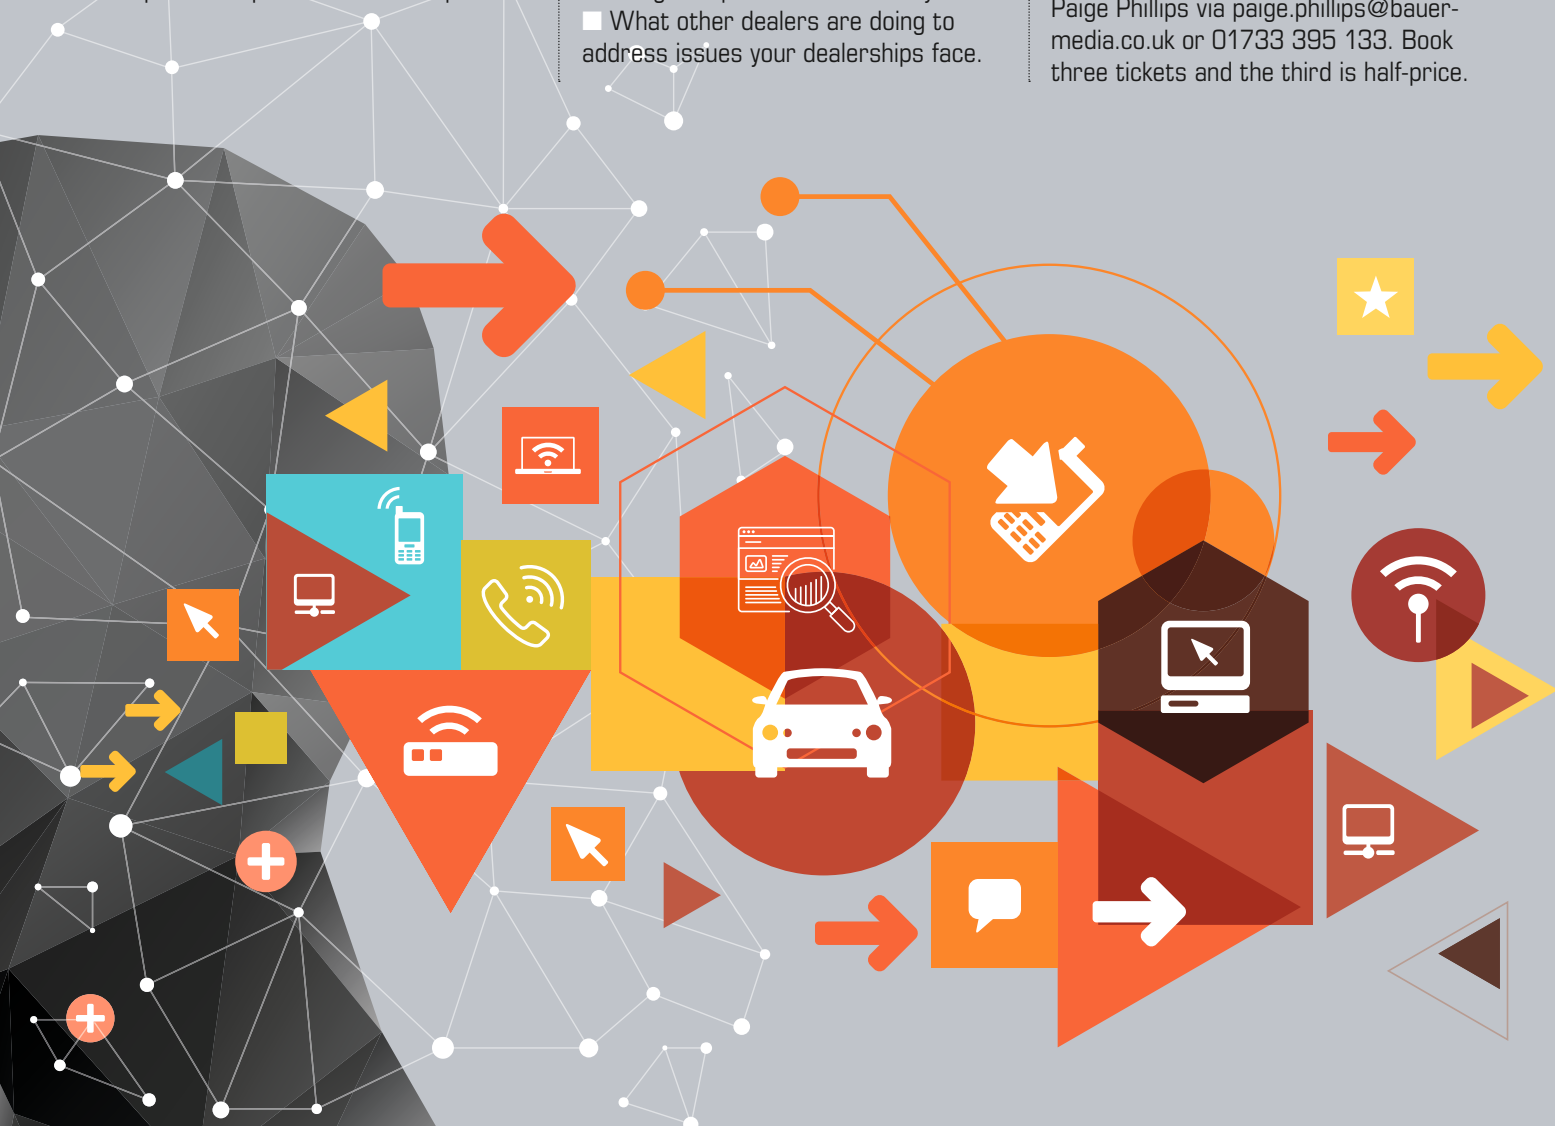 ■ What other dealers are doing to
address issues your dealerships face.
Paige Phillips via paige.phillips@bauer-
media.co.uk or 01733 395 133. Book
three tickets and the third is half-price.